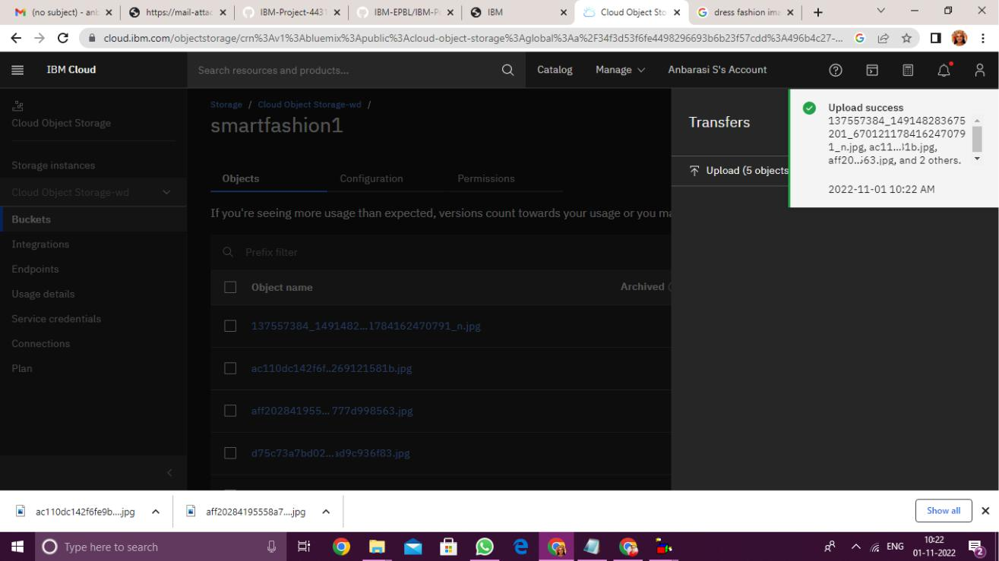 (no subject) - anb
https://mail-attac
IBM-Project-4431
IBM-EPBL/IBM-Pr
IBM
Cloud Object Sto
dress fashion ima
cloud.ibm.com/objectstorage/crn%3Av1%3Abluemix%3Apublic%3Acloud-object-storage%3Aglobal%3Aa%2F34f3d53f6fe4498296693b6b23f57cdd%3A496b4c27-...
IBM Cloud
Search resources and products...
Catalog
Manage
Anbarasi S's Account
Cloud Object Storage
Storage instances
Cloud Object Storage-wd
Buckets
Integrations
Endpoints
Usage details
Service credentials
Connections
Plan
Storage / Cloud Object Storage-wd /
smartfashion1
Objects
Configuration
Permissions
If you're seeing more usage than expected, versions count towards your usage or you ma
Prefix filter
Object name
Archived
137557384_1491482...1784162470791_n.jpg
ac110dc142f6f..269121581b.jpg
aff202841955... 777d998563.jpg
d75c73a7bd02...ad9c936f83.jpg
Transfers
Upload (5 objects
Upload success
137557384_149148283675
201_670121178416247079
1_n.jpg, ac11...31b.jpg,
aff20..563.jpg, and 2 others.
2022-11-01 10:22 AM
ac110dc142f6fe9b....jpg
aff20284195558a7....jpg
Show all
Type here to search
ENG
10:22
01-11-2022
2